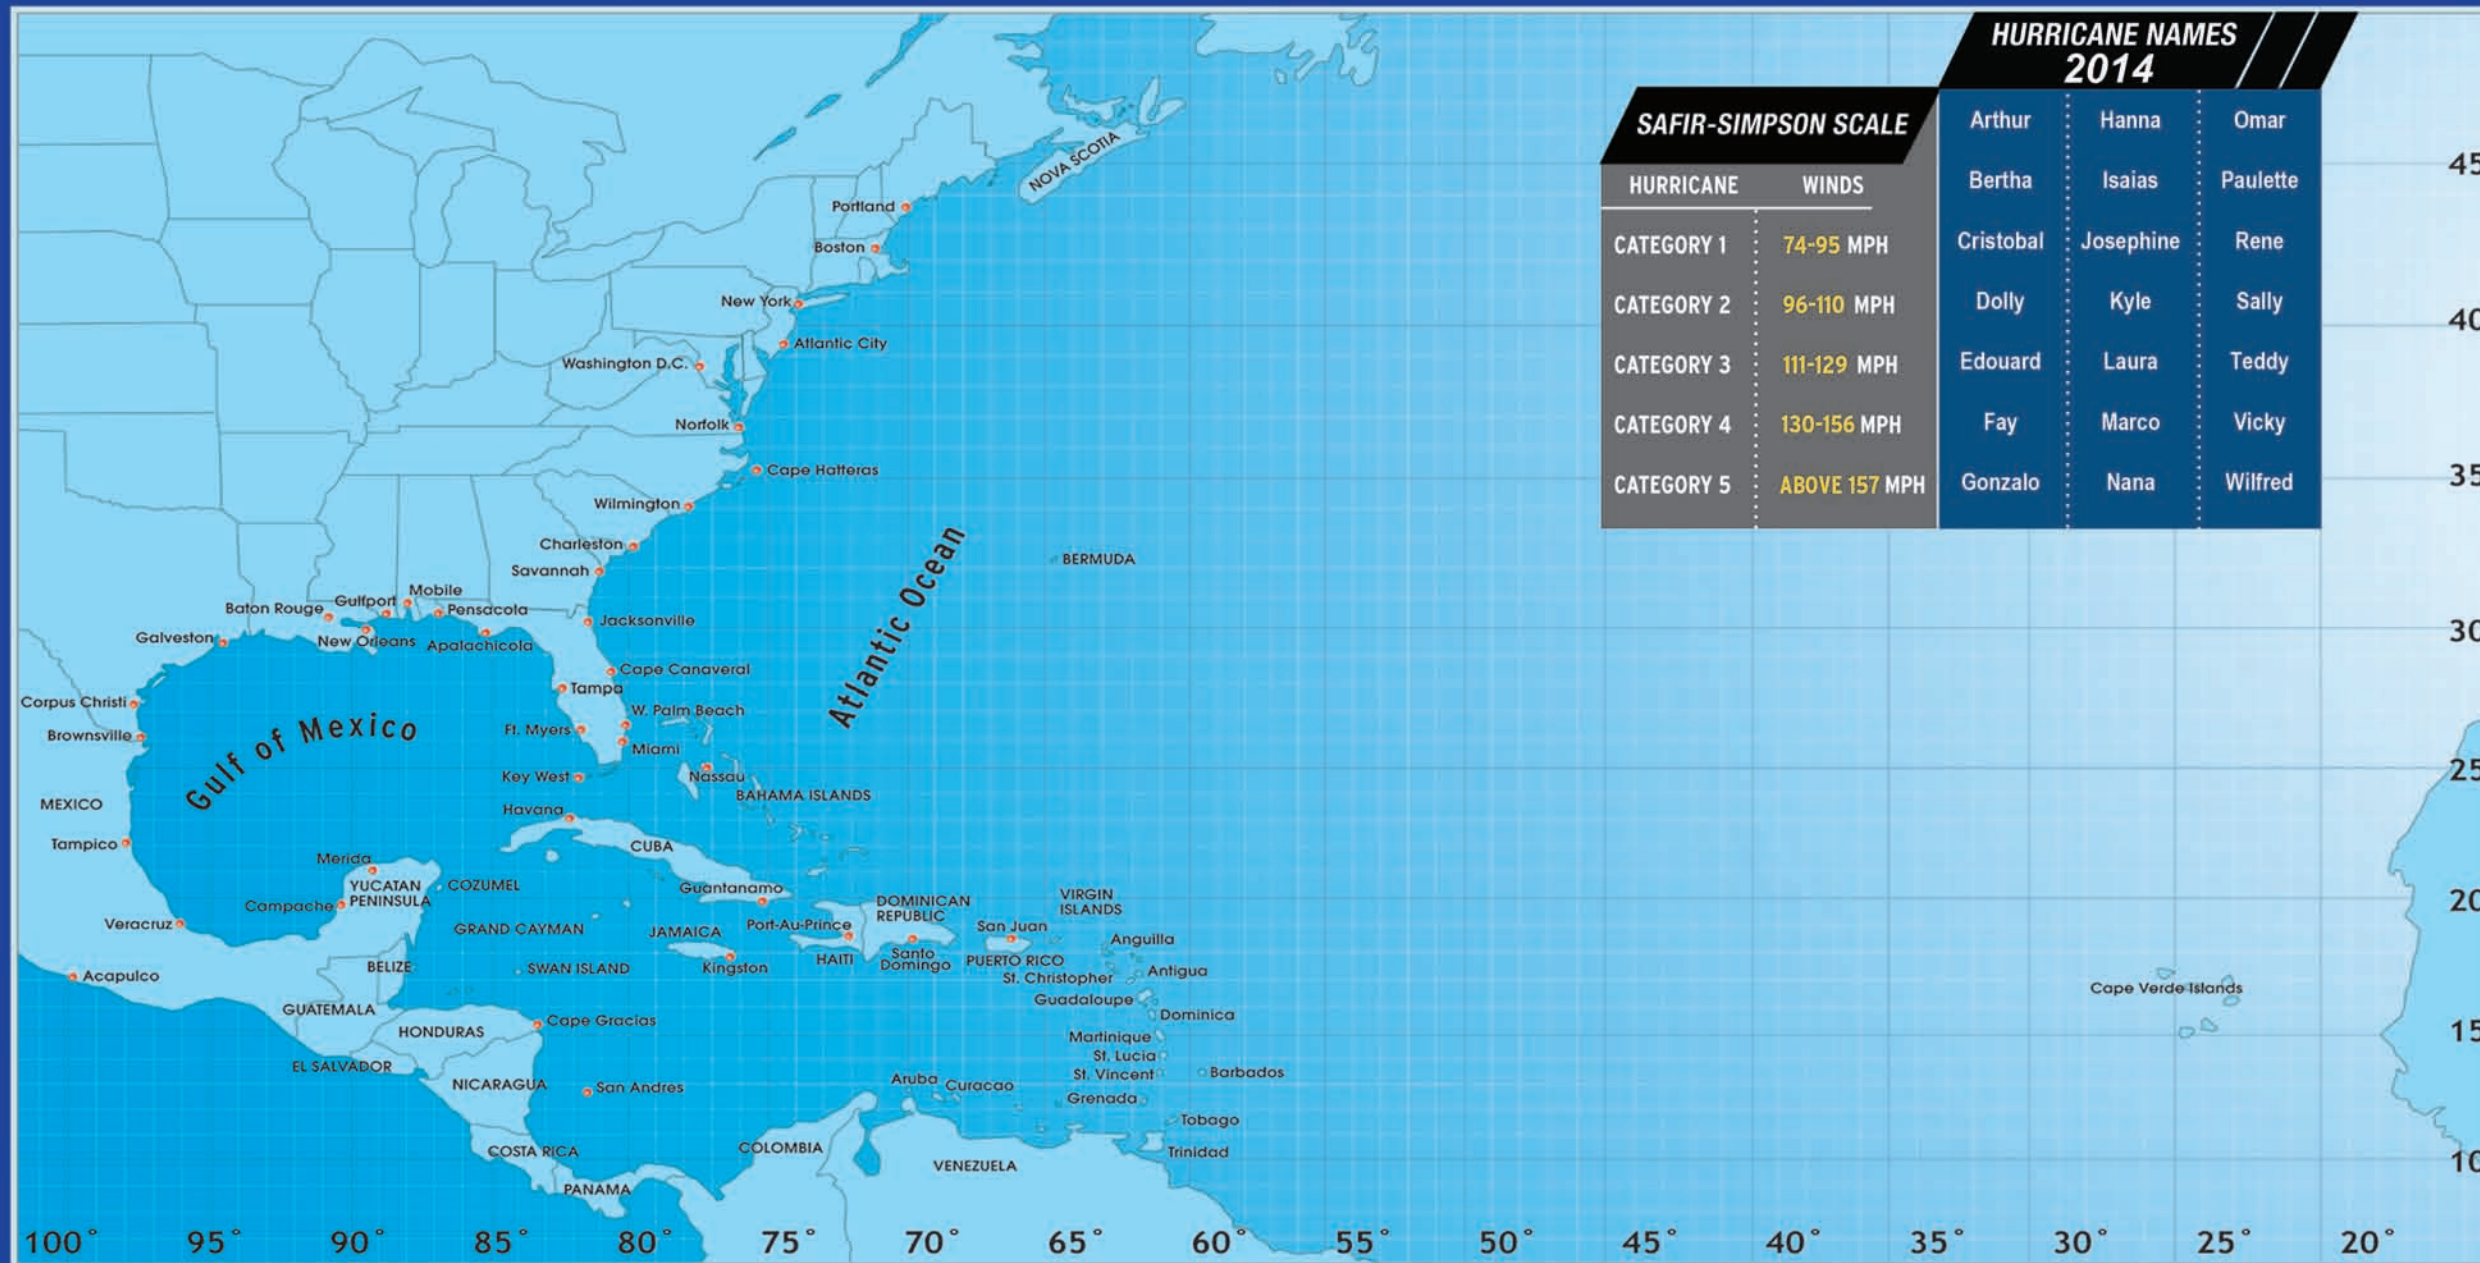 HURRICANE NAMES
2014
SAFIR-SIMPSON SCALE
HURRICANE WINDS
CATEGORY 1 74-95 MPH
CATEGORY 2 96-110 MPH
CATEGORY 3 111-129 MPH
CATEGORY 4 130-156 MPH
CATEGORY 5 ABOVE 157 MPH
Arthur Hanna Omar
Bertha Isaias Paulette
Cristobal Josephine Rene
Dolly Kyle Sally
Edouard Laura Teddy
Fay Marco Vicky
Gonzalo Nana Wilfred
NOVA SCOTIA
Portland
Boston
New York
Atlantic City
Washington D.C.
Norfolk
Cape Hatteras
Wilmington
Charleston
Savannah
BERMUDA
Atlantic Ocean
Mobile
Gulfport
Baton Rouge
Pensacola
Jacksonville
Galveston
New Orleans
Apalachicola
Cape Canaveral
Tampa
Corpus Christi
W. Palm Beach
Gulf of Mexico
Ft. Myers
Brownsville
Miami
Key West
Nassau
BAHAMA ISLANDS
MEXICO
Havana
Tampico
CUBA
Merida
YUCATAN
PENINSULA
COZUMEL
Guantanamo
Campache
DOMINICAN
REPUBLIC
VIRGIN
ISLANDS
Veracruz
GRAND CAYMAN
JAMAICA
Port-Au-Prince
San Juan
Anguilla
BELIZE
SWAN ISLAND
Kingston
HAITI
Santo
Domingo
PUERTO RICO
Antigua
St. Christopher
Acapulco
Cape Verde Islands
Guadaloupe
GUATEMALA
Dominica
HONDURAS
Cape Gracias
Martinique
St. Lucia
EL SALVADOR
St. Vincent
Barbados
NICARAGUA
San Andres
Aruba
Curacao
Grenada
Tobago
COSTA RICA
COLOMBIA
Trinidad
VENEZUELA
PANAMA
45
40
35
30
25
20
15
10
100° 95° 90° 85° 80° 75° 70° 65° 60° 55° 50° 45° 40° 35° 30° 25° 20°